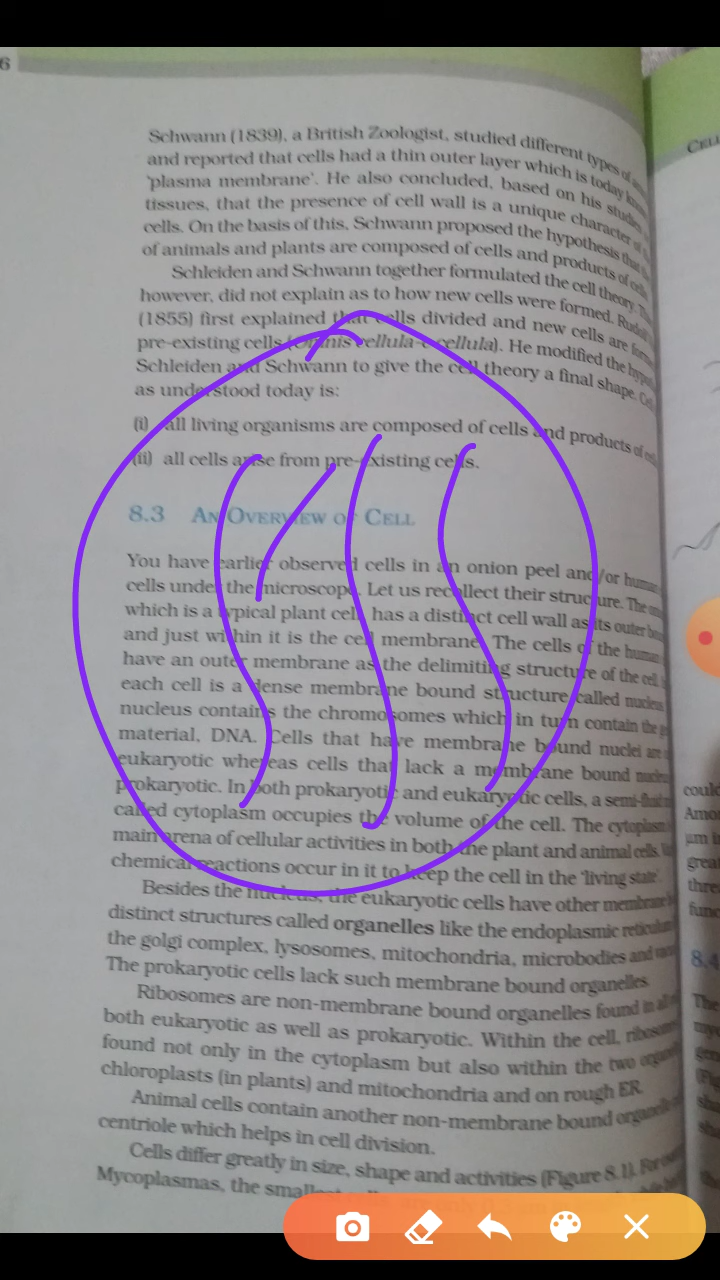 6
Schwann (1839), a British Zoologist, studied different types of
and reported that cells had a thin outer layer which is today
'plasma membrane'. He also concluded, based on his studies
tissues, that the presence of cell wall is a unique character of
cells. On the basis of this, Schwann proposed the hypothesis that
of animals and plants are composed of cells and products of
Schleiden and Schwann together formulated the cell theory.
however, did not explain as to how new cells were formed.
(1855) first explained that cells divided and new cells are
pre-existing cells (Omnis cellula-e cellula). He modified the
Schleiden and Schwann to give the cell theory a final shape.
as understood today is:
(i) all living organisms are composed of cells and products of
(ii) all cells arise from pre-existing cells.
8.3 AN OVERVIEW OF CELL
You have earlier observed cells in an onion peel and/or human
cells under the microscope. Let us recollect their structure. The
which is a typical plant cell, has a distinct cell wall as its outer
and just within it is the cell membrane. The cells of the human
have an outer membrane as the delimiting structure of the cell.
each cell is a dense membrane bound structure called nucleus
nucleus contains the chromosomes which in turn contain the
material, DNA. Cells that have membrane bound nuclei are
eukaryotic whereas cells that lack a membrane bound nucleus
prokaryotic. In both prokaryotic and eukaryotic cells, a semi-fluid
called cytoplasm occupies the volume of the cell. The cytoplasm
main arena of cellular activities in both the plant and animal cells.
chemical reactions occur in it to keep the cell in the 'living state'.
Besides the nucleus, the eukaryotic cells have other membrane
distinct structures called organelles like the endoplasmic reticulum
the golgi complex, lysosomes, mitochondria, microbodies and
The prokaryotic cells lack such membrane bound organelles.
Ribosomes are non-membrane bound organelles found in all
both eukaryotic as well as prokaryotic. Within the cell,
found not only in the cytoplasm but also within the two
chloroplasts (in plants) and mitochondria and on rough ER.
Animal cells contain another non-membrane bound
centriole which helps in cell division.
Cells differ greatly in size, shape and activities (Figure 8.1).
Mycoplasmas, the
CELL
could
µm in
great
three
func
8.4
The